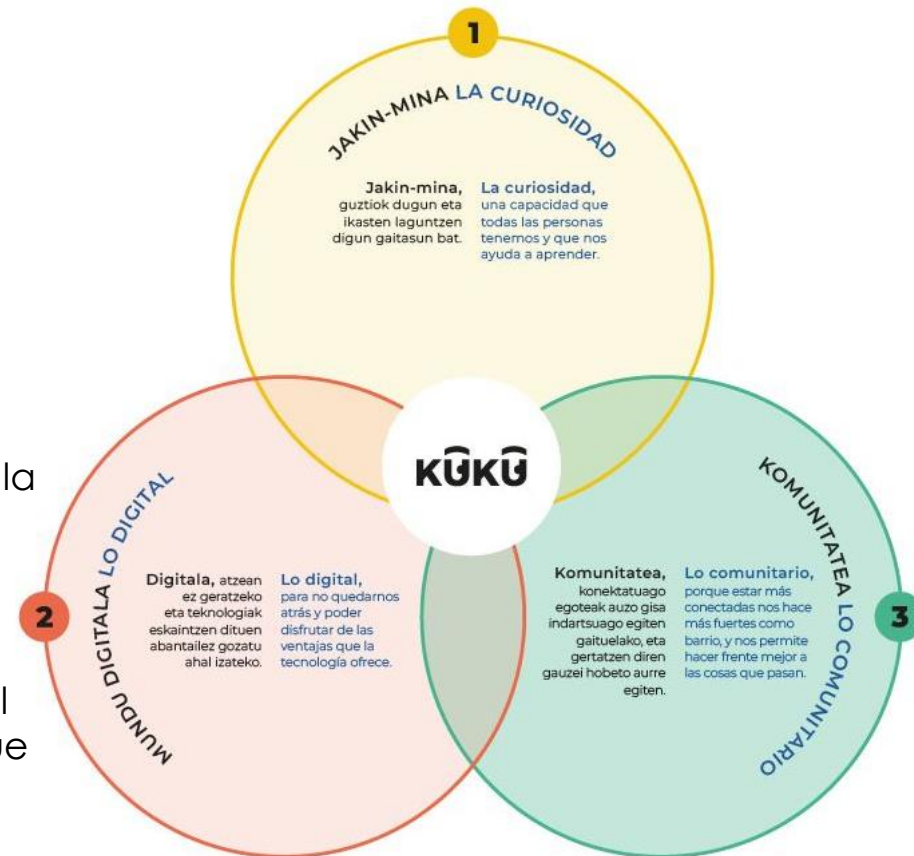 1
JAKIN-MINA LA CURIOSIDAD
Jakin-mina,
guztiok dugun eta
ikasten laguntzen
digun gaitasun bat.
La curiosidad,
una capacidad que
todas las personas
tenemos y que nos
ayuda a aprender.
KŪKŪ
la
l
ue
2
MUNDU DIGITALA LO DIGITAL
Digitala, atzean
ez geratzeko
eta teknologiak
eskaintzen dituen
abantailez gozatu
ahal izateko.
Lo digital,
para no quedarnos
atrás y poder
disfrutar de las
ventajas que la
tecnología ofrece.
3
KOMUNITATEA LO COMUNITARIO
Komunitatea,
konektatuago
egoteak auzo gisa
indartsuago egiten
gaituelako, eta
gertatzen diren
gauzei hobeto aurre
egiten.
Lo comunitario,
porque estar más
conectadas nos hace
más fuertes como
barrio, y nos permite
hacer frente mejor a
las cosas que pasan.